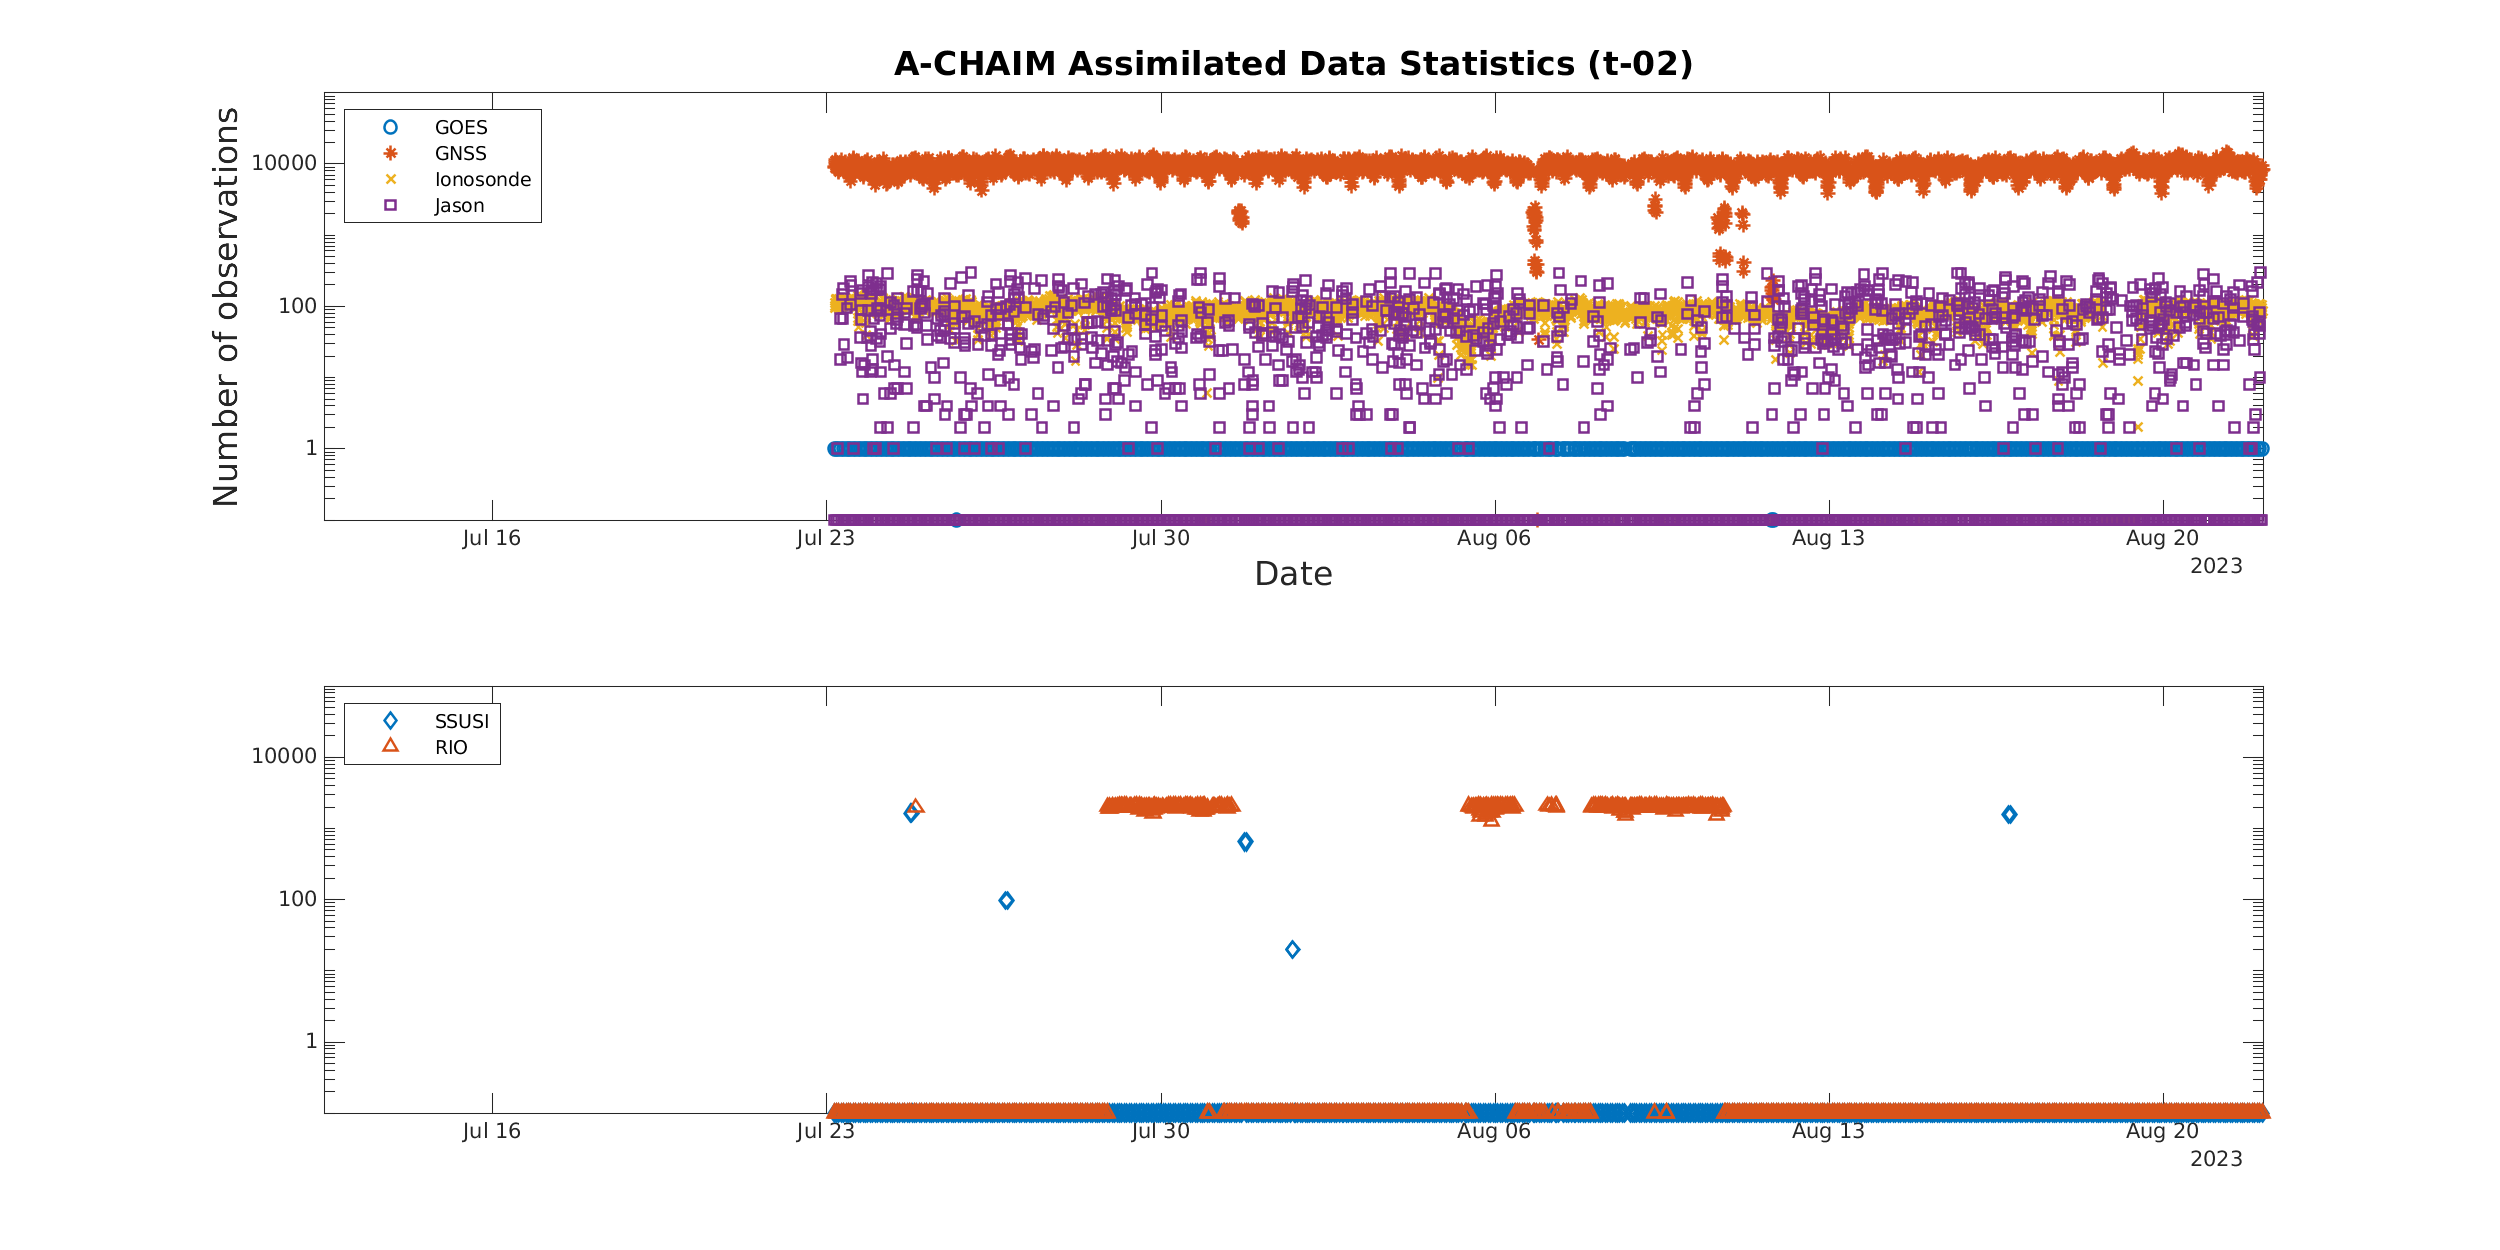 A-CHAIM Assimilated Data Statistics (t-02)
Number of observations
10000
100
1
GOES
GNSS
Ionosonde
Jason
Jul 16
Jul 23
Jul 30
Aug 06
Aug 13
Aug 20
2023
Date
10000
100
1
SSUSI
RIO
Jul 16
Jul 23
Jul 30
Aug 06
Aug 13
Aug 20
2023